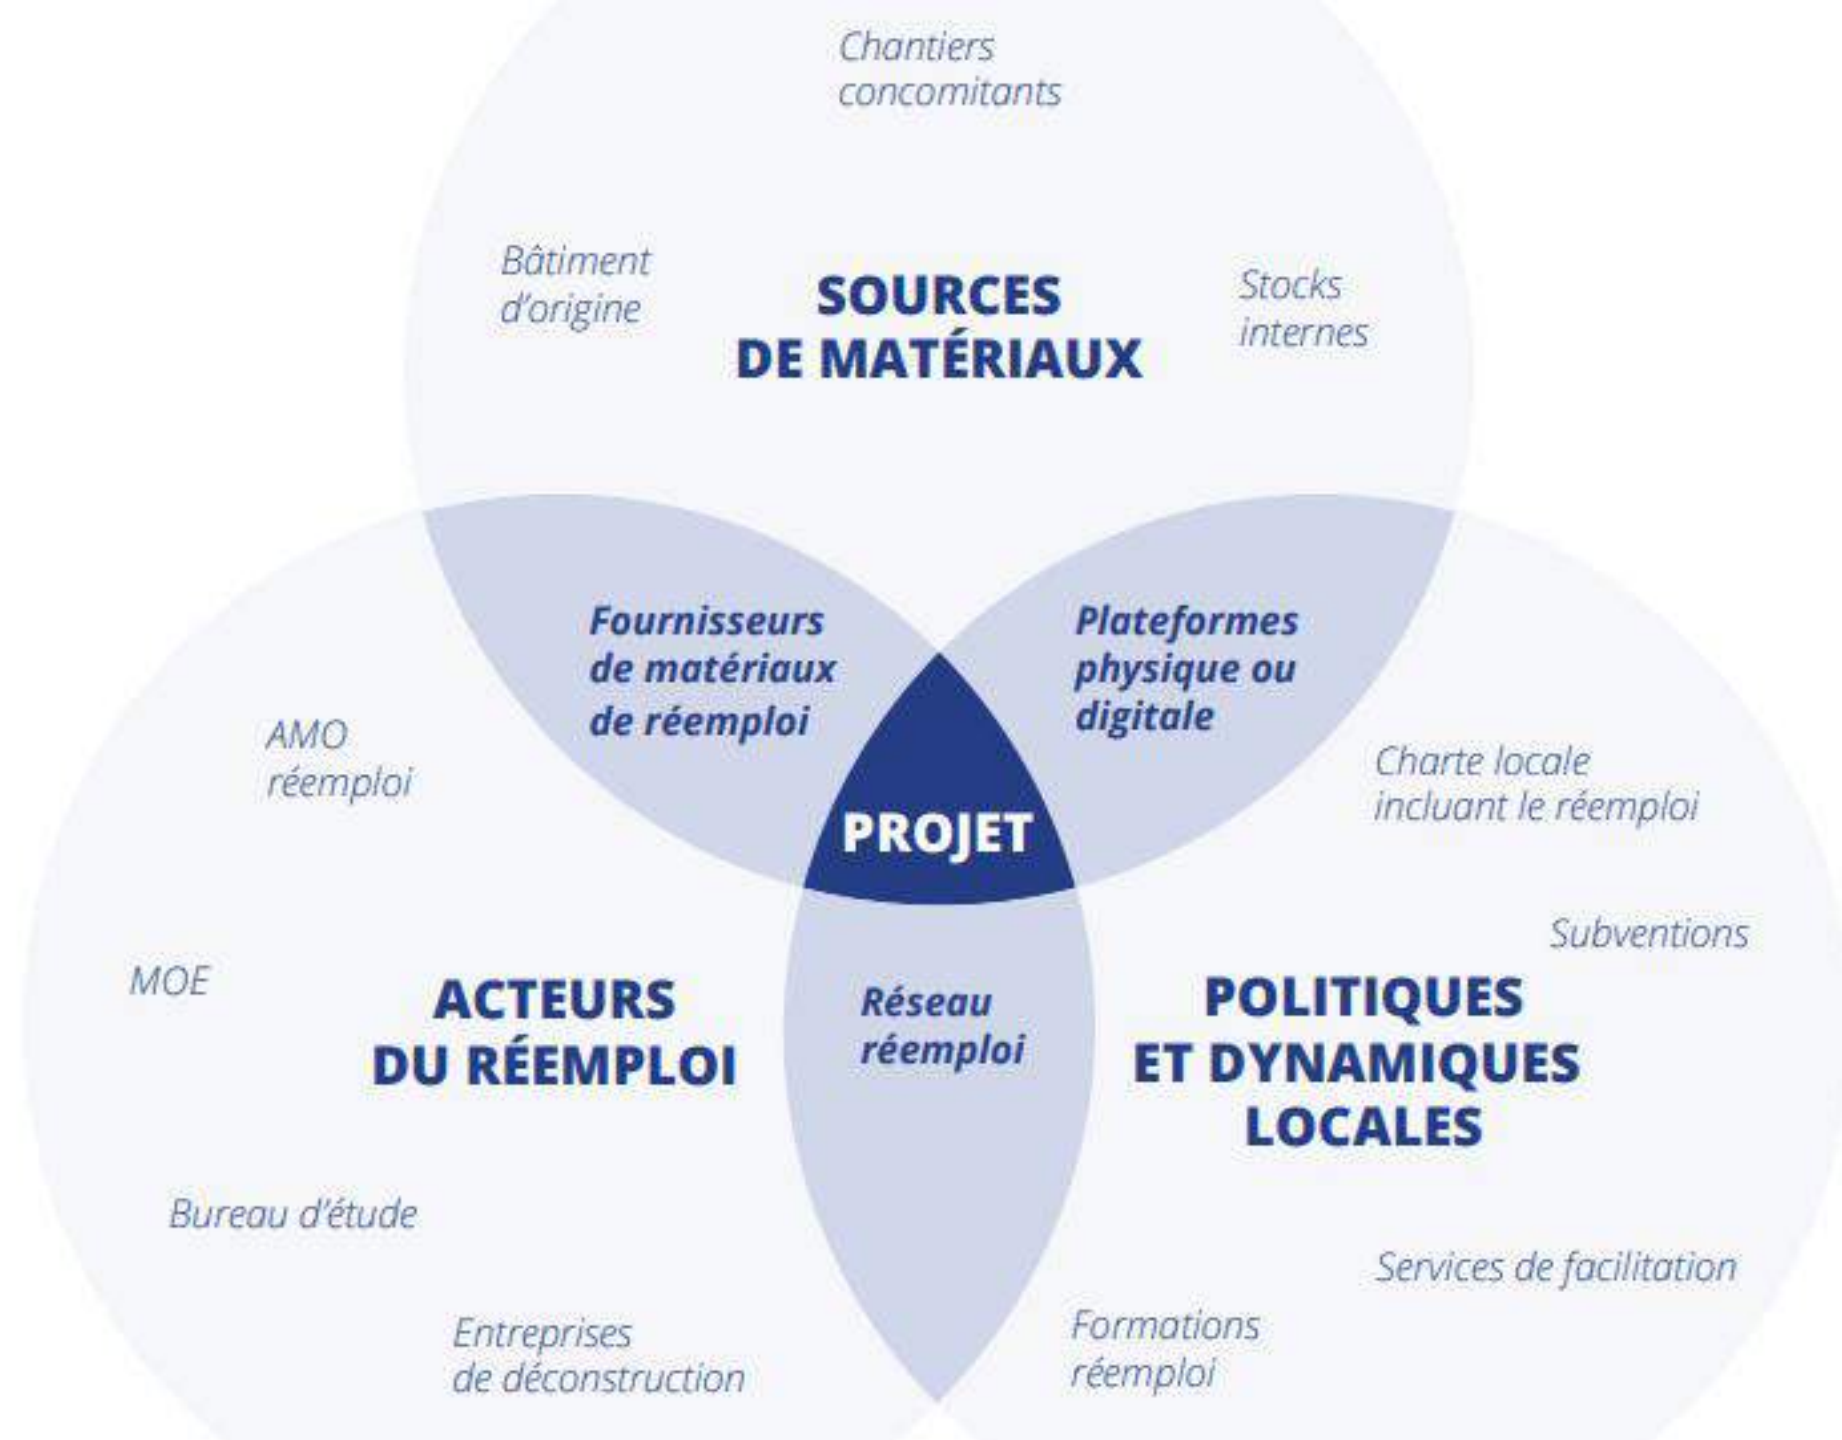 Chantiers
concomitants
Bâtiment
d'origine
SOURCES
DE MATÉRIAUX
Stocks
internes
Fournisseurs
de matériaux
de réemploi
Plateformes
physique ou
digitale
AMO
réemploi
PROJET
Charte locale
incluant le réemploi
Subventions
MOE
ACTEURS
DU RÉEMPLOI
Réseau
réemploi
POLITIQUES
ET DYNAMIQUES
LOCALES
Bureau d'étude
Services de facilitation
Entreprises
de déconstruction
Formations
réemploi